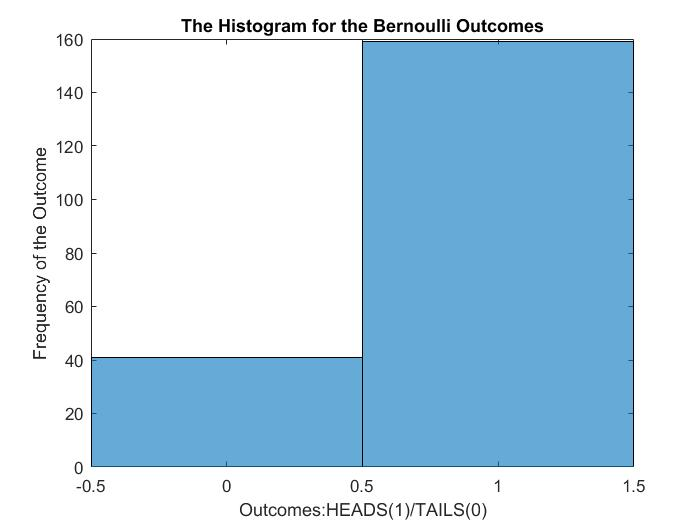 The Histogram for the Bernoulli Outcomes
160
140
120
100
80
60
40
20
0
Frequency of the Outcome
-0.5 0 0.5 1 1.5
Outcomes:HEADS(1)/TAILS(0)